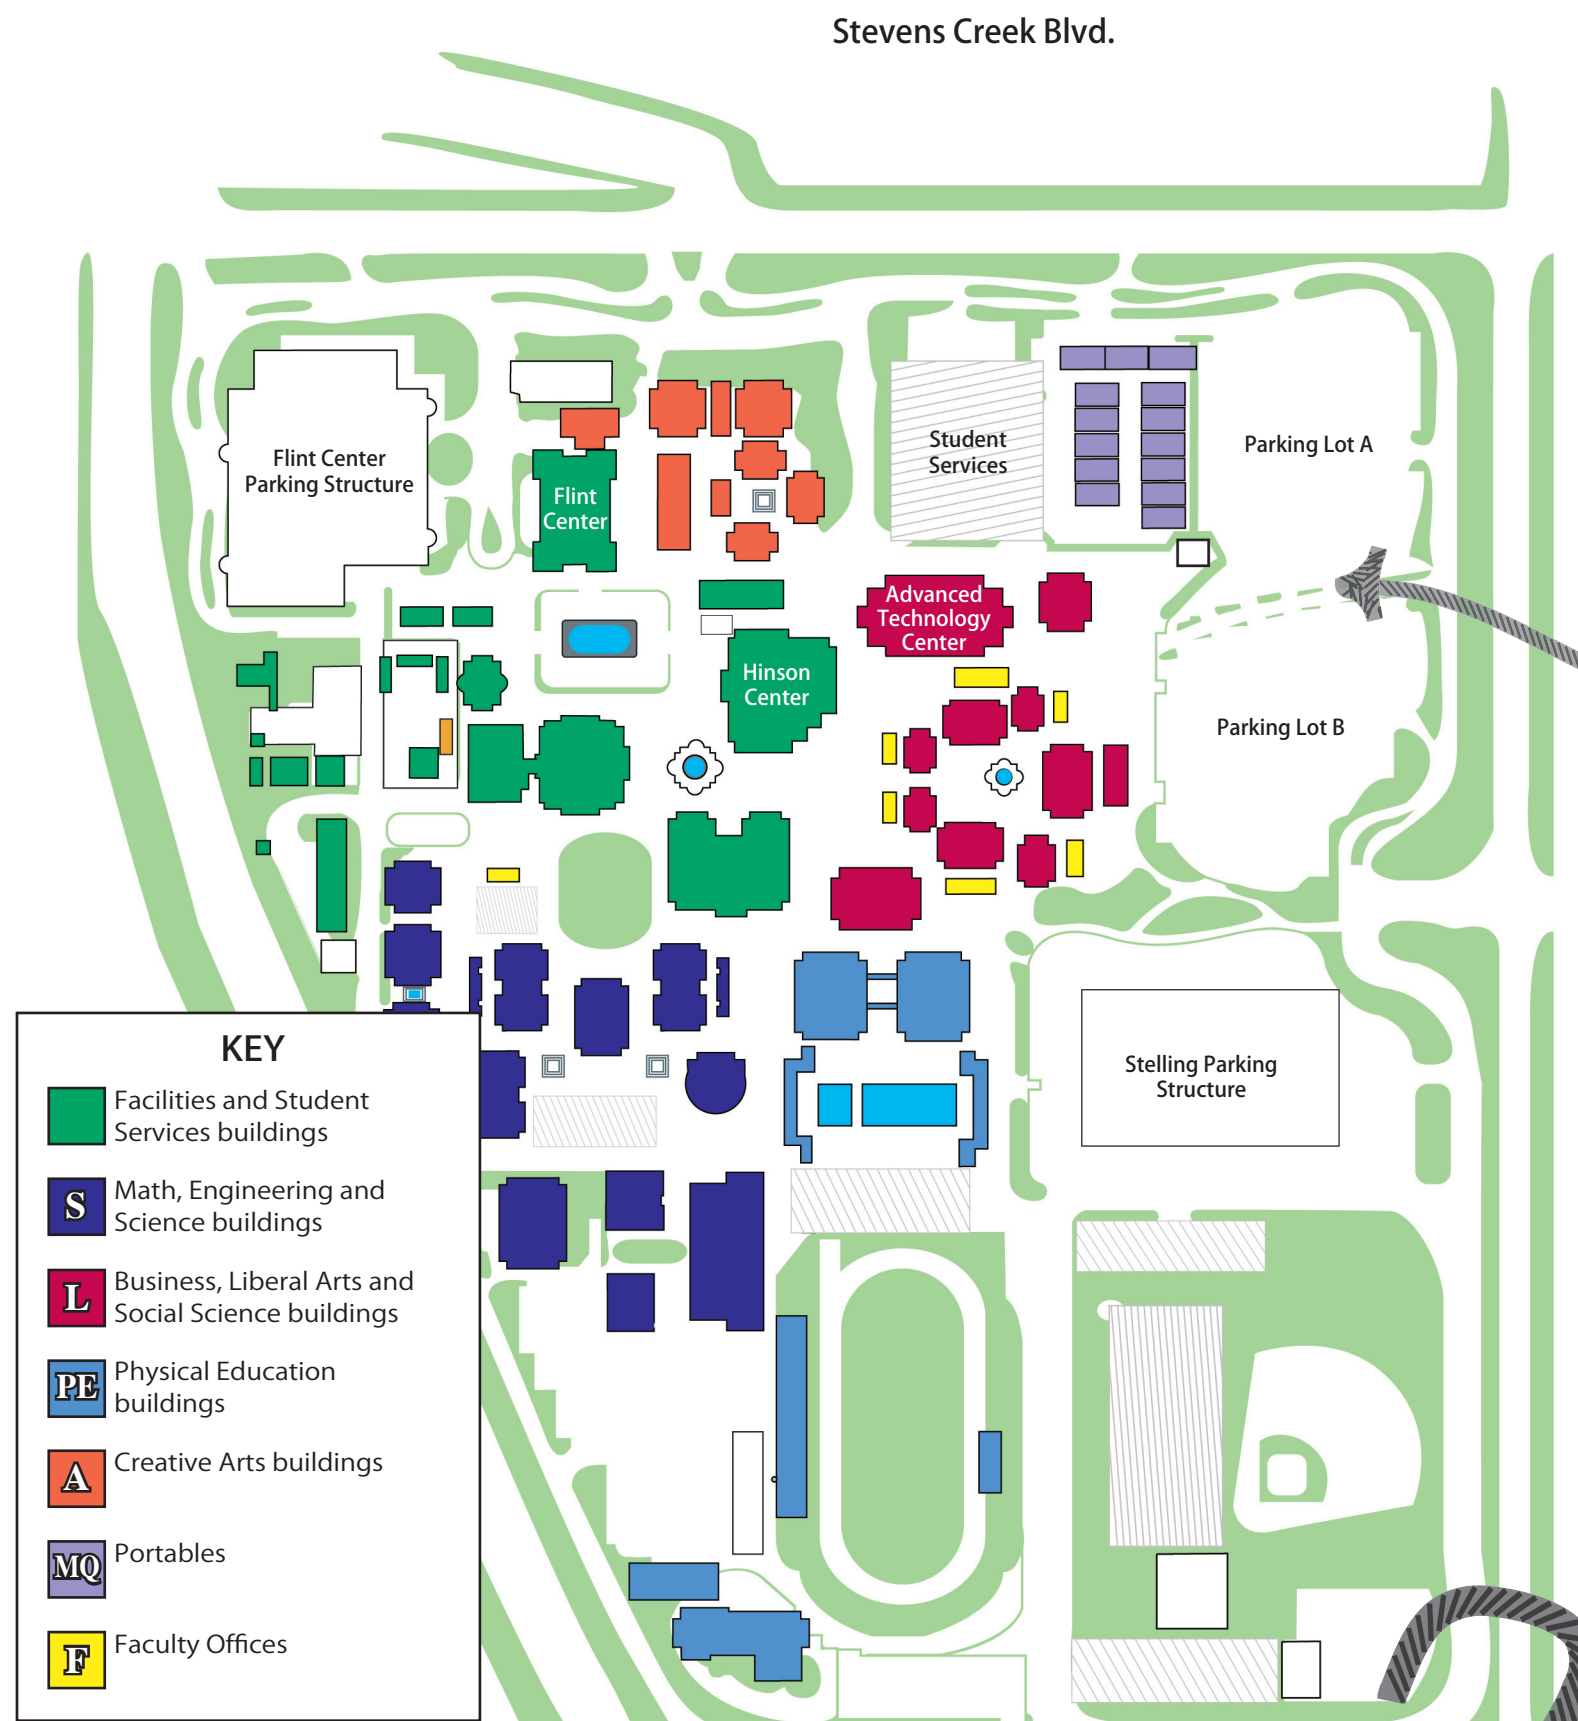 Stevens Creek Blvd.
Flint Center
Parking Structure
Flint
Center
Student
Services
Parking Lot A
Advanced
Technology
Center
Hinson
Center
Parking Lot B
Stelling Parking
Structure
KEY
Facilities and Student
Services buildings
S
Math, Engineering and
Science buildings
L
Business, Liberal Arts and
Social Science buildings
PE
Physical Education
buildings
A
Creative Arts buildings
MQ
Portables
F
Faculty Offices